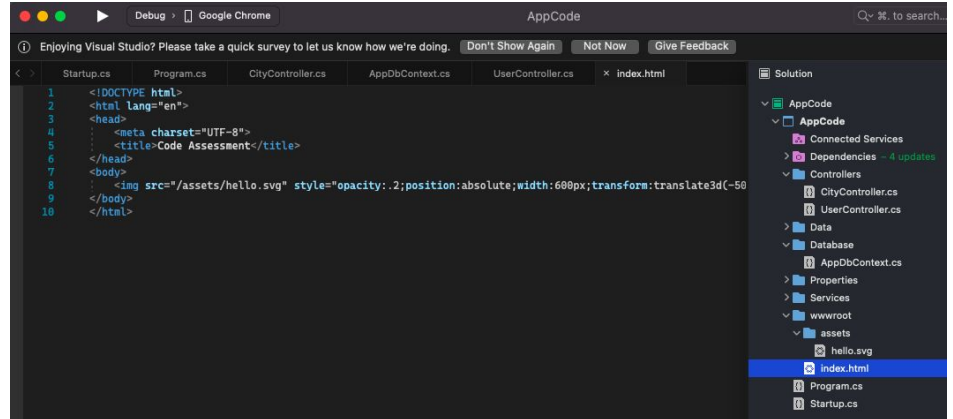 Debug › Google Chrome
AppCode
⌘. to search...
Enjoying Visual Studio? Please take a quick survey to let us know how we're doing. Don't Show Again Not Now Give Feedback
Startup.cs Program.cs CityController.cs AppDbContext.cs UserController.cs × index.html
1 <!DOCTYPE html>
2 <html lang="en">
3 <head>
4 <meta charset="UTF-8">
5 <title>Code Assessment</title>
6 </head>
7 <body>
8 <img src="/assets/hello.svg" style="opacity:.2;position:absolute;width:600px;transform:translate3d(-50
9 </body>
10 </html>
Solution
AppCode
AppCode
Connected Services
Dependencies – 4 updates
Controllers
CityController.cs
UserController.cs
Data
Database
AppDbContext.cs
Properties
Services
wwwroot
assets
hello.svg
index.html
Program.cs
Startup.cs